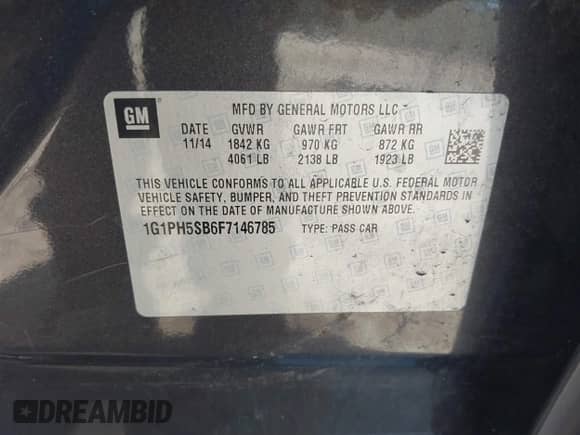 GM
MFD BY GENERAL MOTORS LLC
DATE GVWR GAWR FRT GAWR RR
11/14 1842 KG 970 KG 872 KG
4061 LB 2138 LB 1923 LB
THIS VEHICLE CONFORMS TO ALL APPLICABLE U.S. FEDERAL MOTOR
VEHICLE SAFETY, BUMPER, AND THEFT PREVENTION STANDARDS IN
EFFECT ON THE DATE OF MANUFACTURE SHOWN ABOVE.
1G1PH5SB6F7146785 TYPE: PASS CAR
DREAMBID